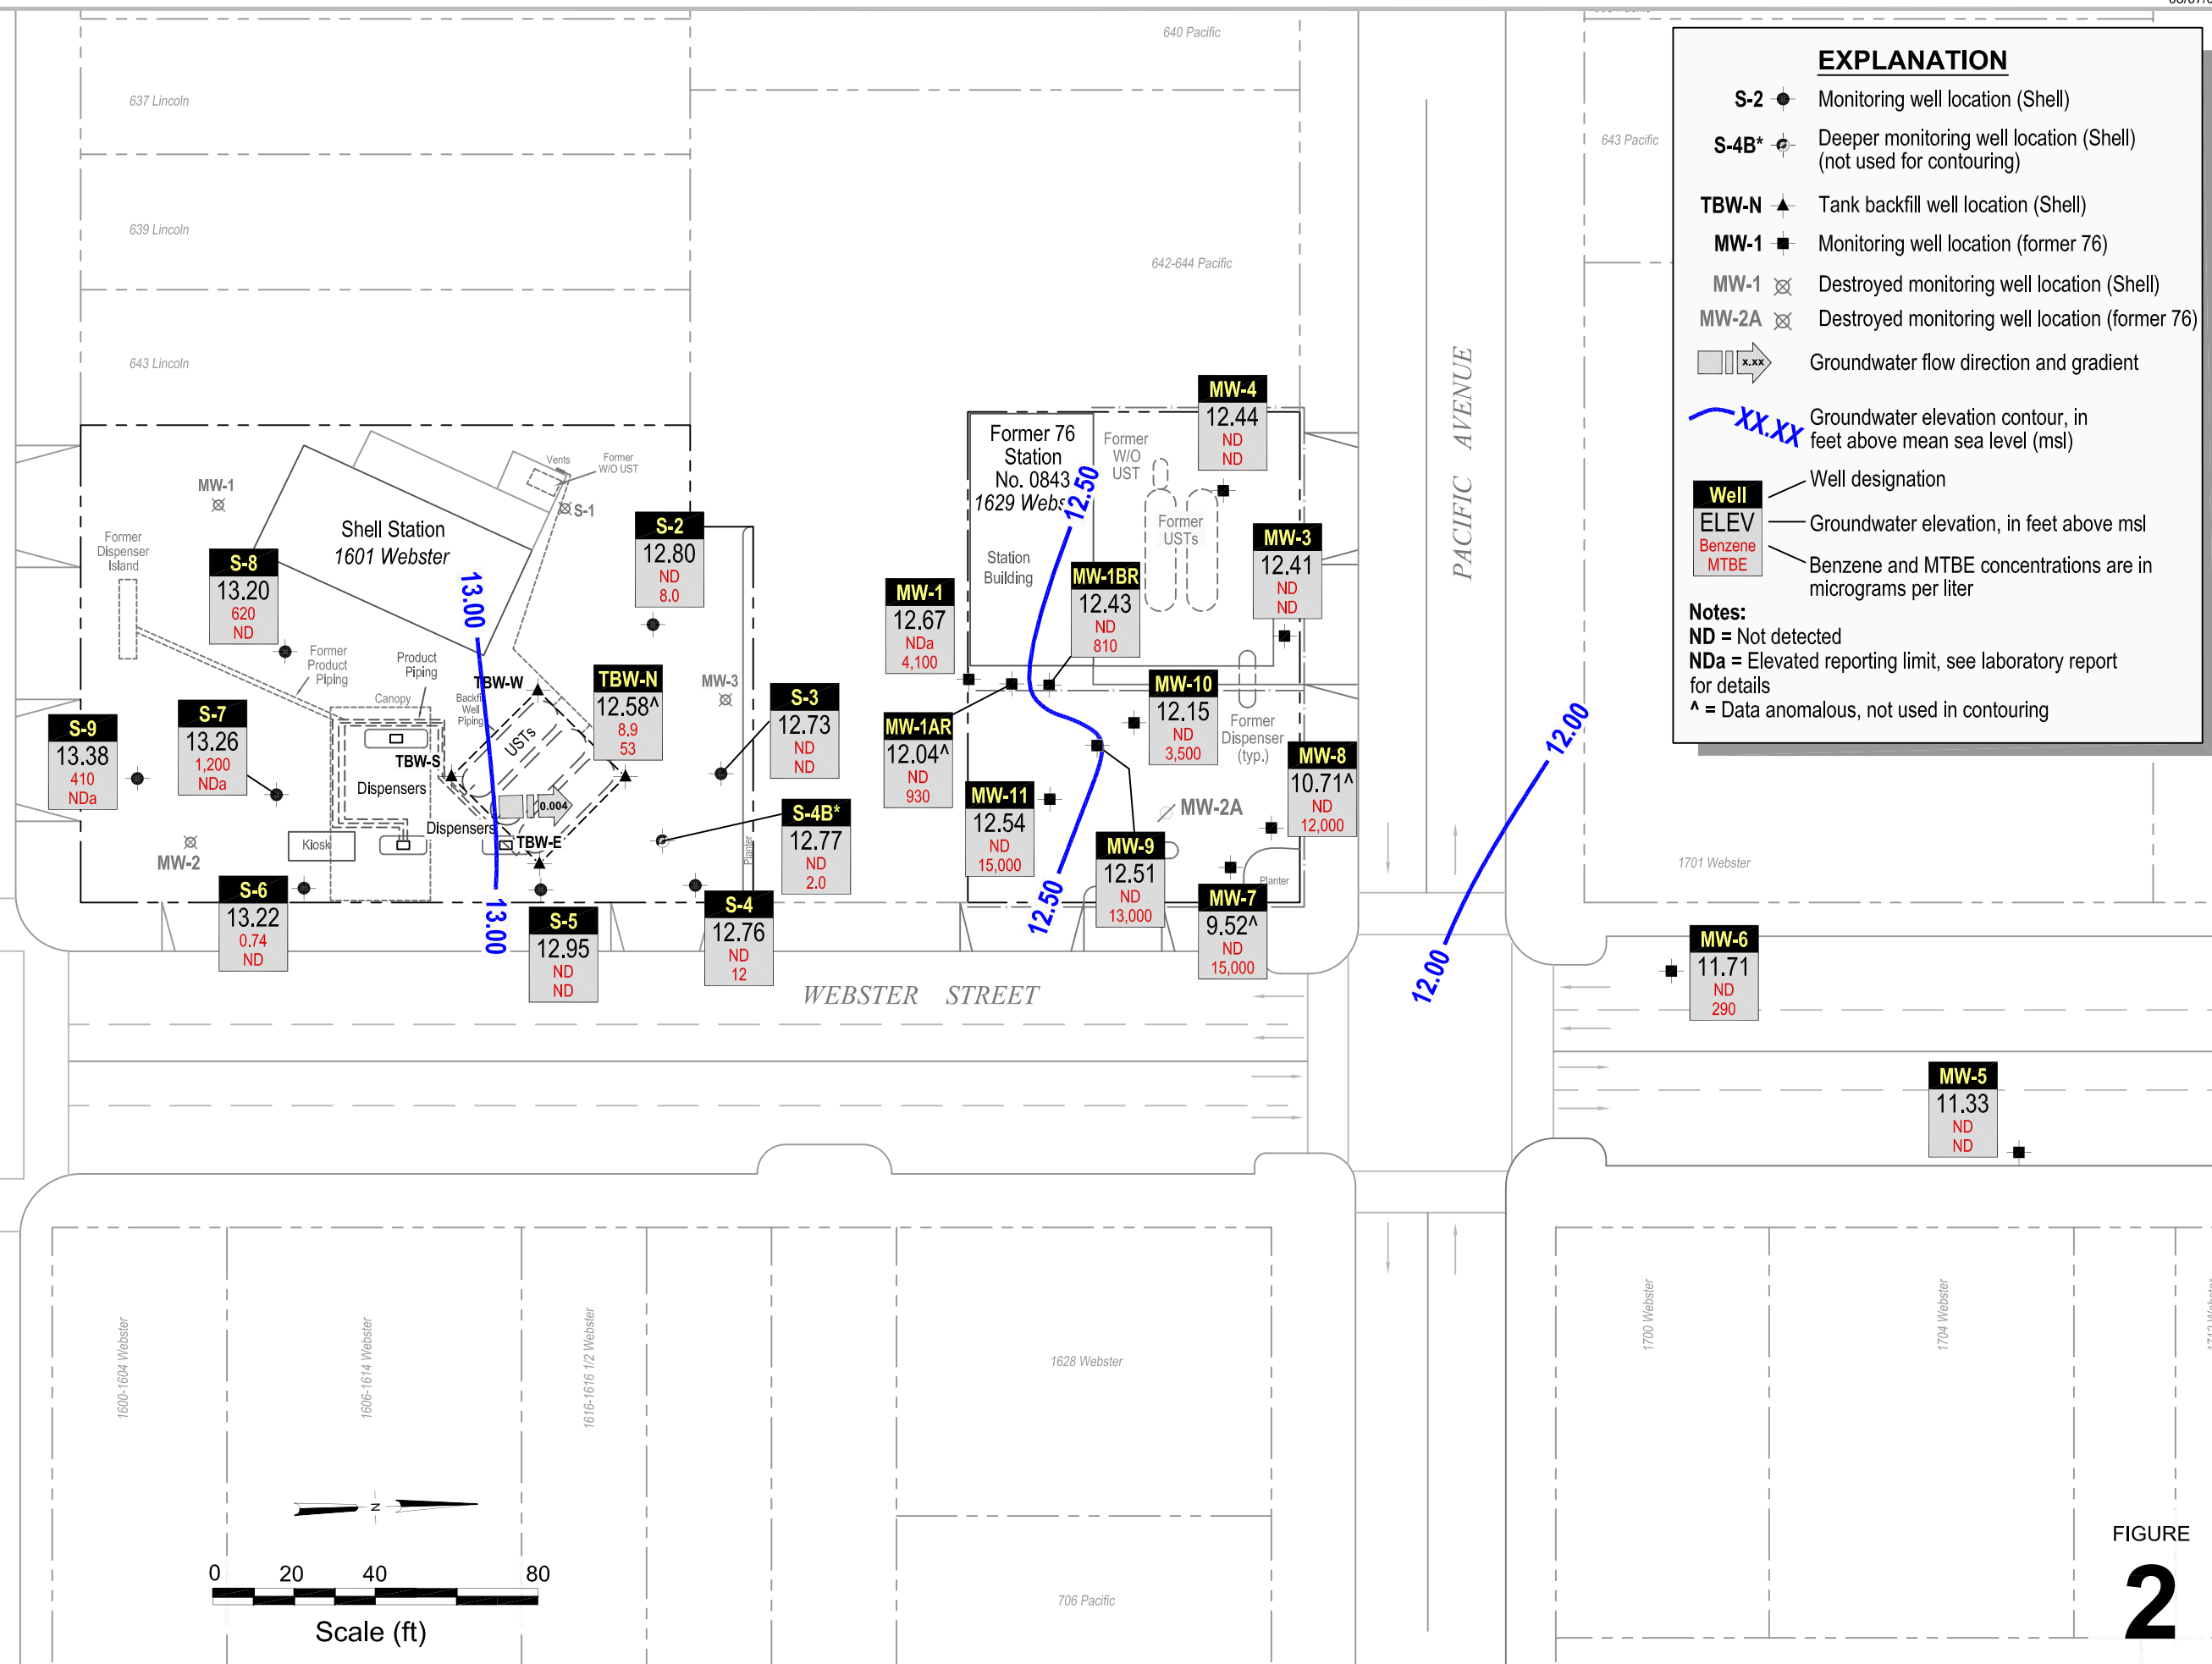 640 Pacific
637 Lincoln
639 Lincoln
643 Lincoln
642-644 Pacific
643 Pacific
EXPLANATION
S-2 Monitoring well location (Shell)
S-4B* Deeper monitoring well location (Shell)
(not used for contouring)
TBW-N Tank backfill well location (Shell)
MW-1 Monitoring well location (former 76)
MW-1 Destroyed monitoring well location (Shell)
MW-2A Destroyed monitoring well location (former 76)
x.xx Groundwater flow direction and gradient
XX.XX Groundwater elevation contour, in
feet above mean sea level (msl)
Well
ELEV
Benzene
MTBE
Well designation
Groundwater elevation, in feet above msl
Benzene and MTBE concentrations are in
micrograms per liter
Notes:
ND = Not detected
NDa = Elevated reporting limit, see laboratory report
for details
^ = Data anomalous, not used in contouring
PACIFIC AVENUE
MW-1
Former
Dispenser
Island
Shell Station
1601 Webster
Vents
Former
W/O UST
S-1
S-8
13.20
620
ND
13.00
S-2
12.80
ND
8.0
Former
Product
Piping
Product
Piping
Canopy
TBW-W
Backfill
Well
Piping
USTs
TBW-N
12.58^
8.9
53
MW-3
S-3
12.73
ND
ND
S-9
13.38
410
NDa
S-7
13.26
1,200
NDa
TBW-S
Dispensers
0.004
Dispensers
TBW-E
Kiosk
MW-2
S-4B*
12.77
ND
2.0
Planter
S-6
13.22
0.74
ND
13.00
S-5
12.95
ND
ND
S-4
12.76
ND
12
Former 76
Station
No. 0843
1629 Webs
12.50
Former
W/O
UST
MW-4
12.44
ND
ND
Former
USTs
Station
Building
MW-3
12.41
ND
ND
MW-1
12.67
NDa
4,100
MW-1BR
12.43
ND
810
MW-1AR
12.04^
ND
930
MW-10
12.15
ND
3,500
Former
Dispenser
(typ.)
MW-8
10.71^
ND
12,000
MW-11
12.54
ND
15,000
MW-2A
MW-9
12.51
ND
13,000
12.50
Planter
MW-7
9.52^
ND
15,000
12.00
12.00
1701 Webster
WEBSTER STREET
MW-6
11.71
ND
290
MW-5
11.33
ND
ND
1600-1604 Webster
1606-1614 Webster
1616-1616 1/2 Webster
1628 Webster
706 Pacific
1700 Webster
1704 Webster
N
0 20 40 80
Scale (ft)
FIGURE
2